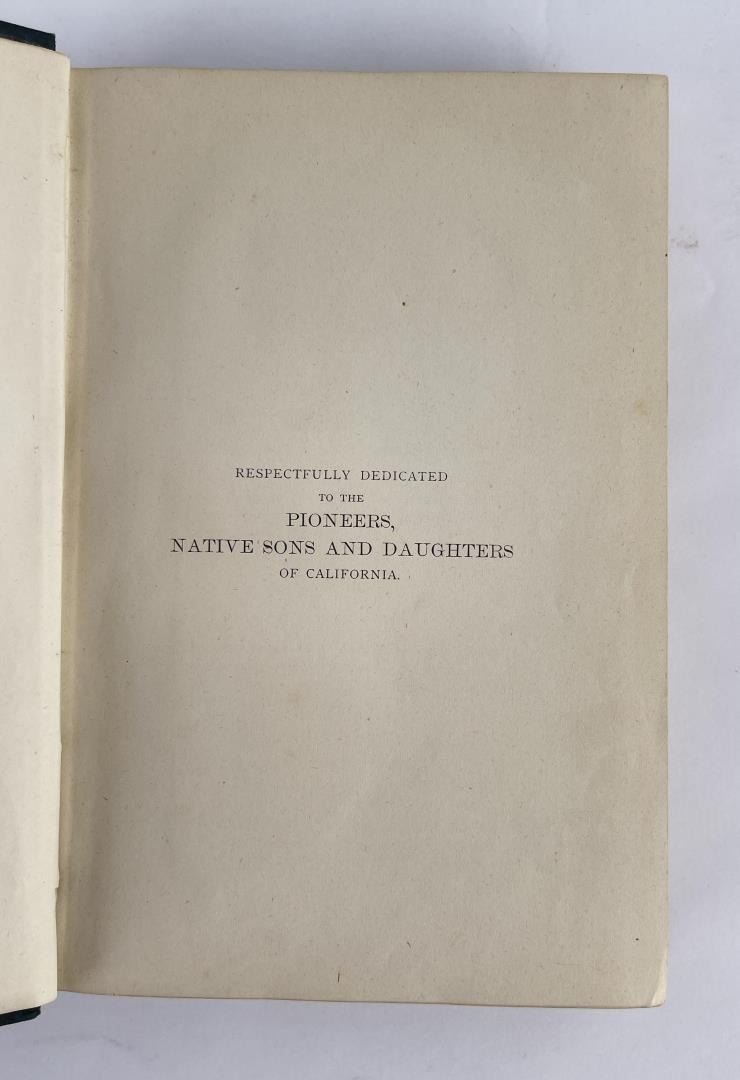 RESPECTFULLY DEDICATED
TO THE
PIONEERS,
NATIVE SONS AND DAUGHTERS
OF CALIFORNIA.